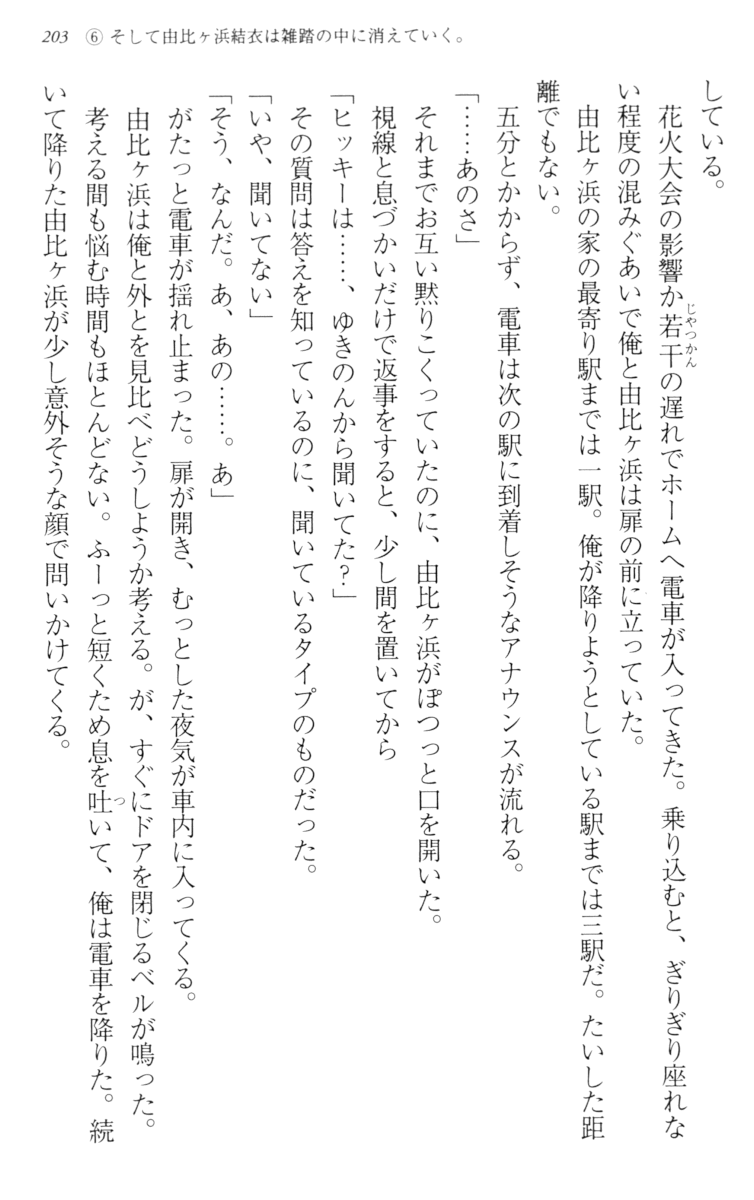 203　⑥ そして由比ヶ浜結衣は雑踏の中に消えていく。
している。
　花火大会の影響か若干の遅れでホームへ電車が入ってきた。乗り込むと、ぎりぎり座れな
じやつかん
い程度の混みぐあいで俺と由比ヶ浜は扉の前に立っていた。
　由比ヶ浜の家の最寄り駅までは一駅。俺が降りようとしている駅までは三駅だ。たいした距
離でもない。
　五分とかからず、電車は次の駅に到着しそうなアナウンスが流れる。
「……あのさ」
　それまでお互い黙りこくっていたのに、由比ヶ浜がぽつっと口を開いた。
　視線と息づかいだけで返事をすると、少し間を置いてから
「ヒッキーは……、ゆきのんから聞いてた?」
　その質問は答えを知っているのに、聞いているタイプのものだった。
「いや、聞いてない」
「そう、なんだ。あ、あの……。あ」
　がたっと電車が揺れ止まった。扉が開き、むっとした夜気が車内に入ってくる。
　由比ヶ浜は俺と外とを見比べどうしようか考える。が、すぐにドアを閉じるベルが鳴った。
　考える間も悩む時間もほとんどない。ふーっと短くため息を吐いて、俺は電車を降りた。続
つ
いて降りた由比ヶ浜が少し意外そうな顔で問いかけてくる。